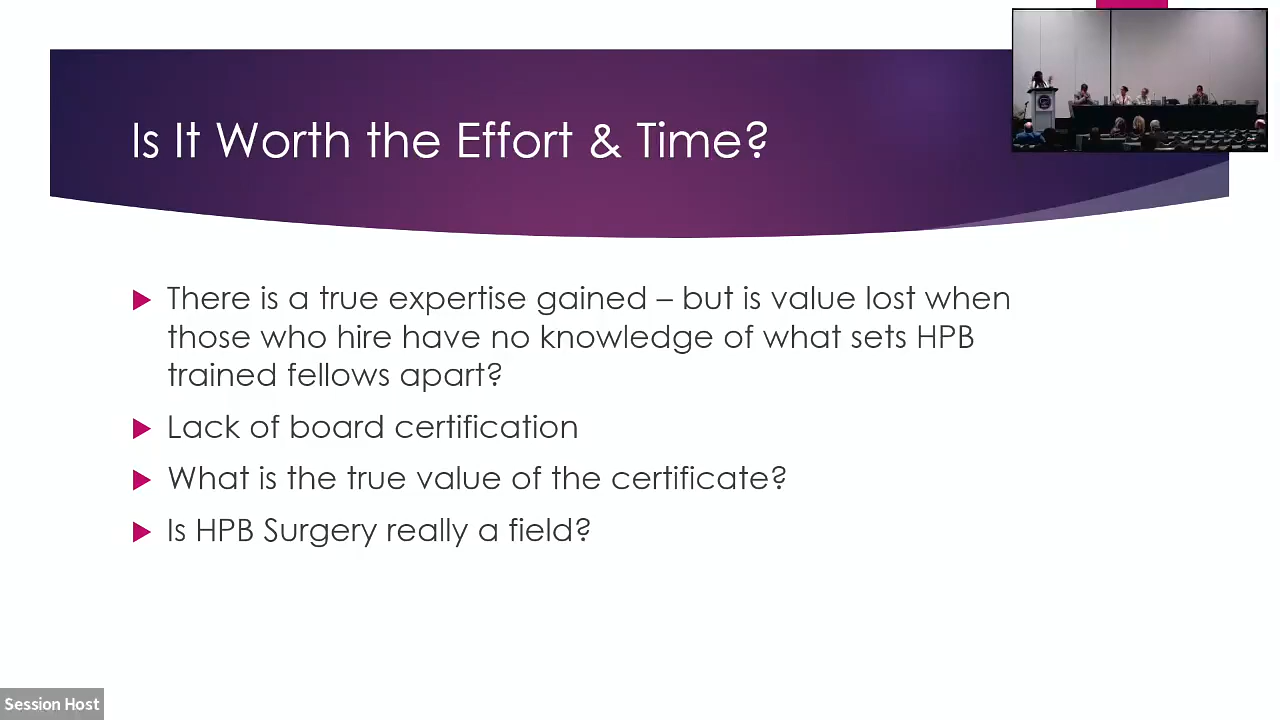 Is It Worth the Effort & Time?
There is a true expertise gained – but is value lost when
those who hire have no knowledge of what sets HPB
trained fellows apart?
Lack of board certification
What is the true value of the certificate?
Is HPB Surgery really a field?
Session Host